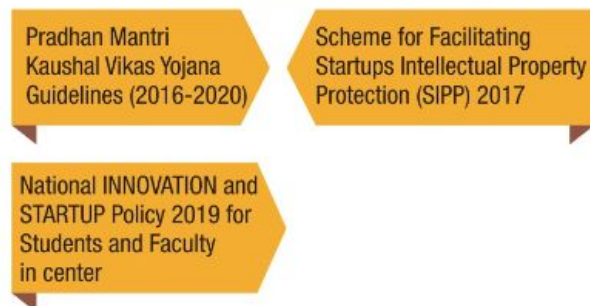 Pradhan Mantri
Kaushal Vikas Yojana
Guidelines (2016-2020)
Scheme for Facilitating
Startups Intellectual Property
Protection (SIPP) 2017
National INNOVATION and
STARTUP Policy 2019 for
Students and Faculty
in center